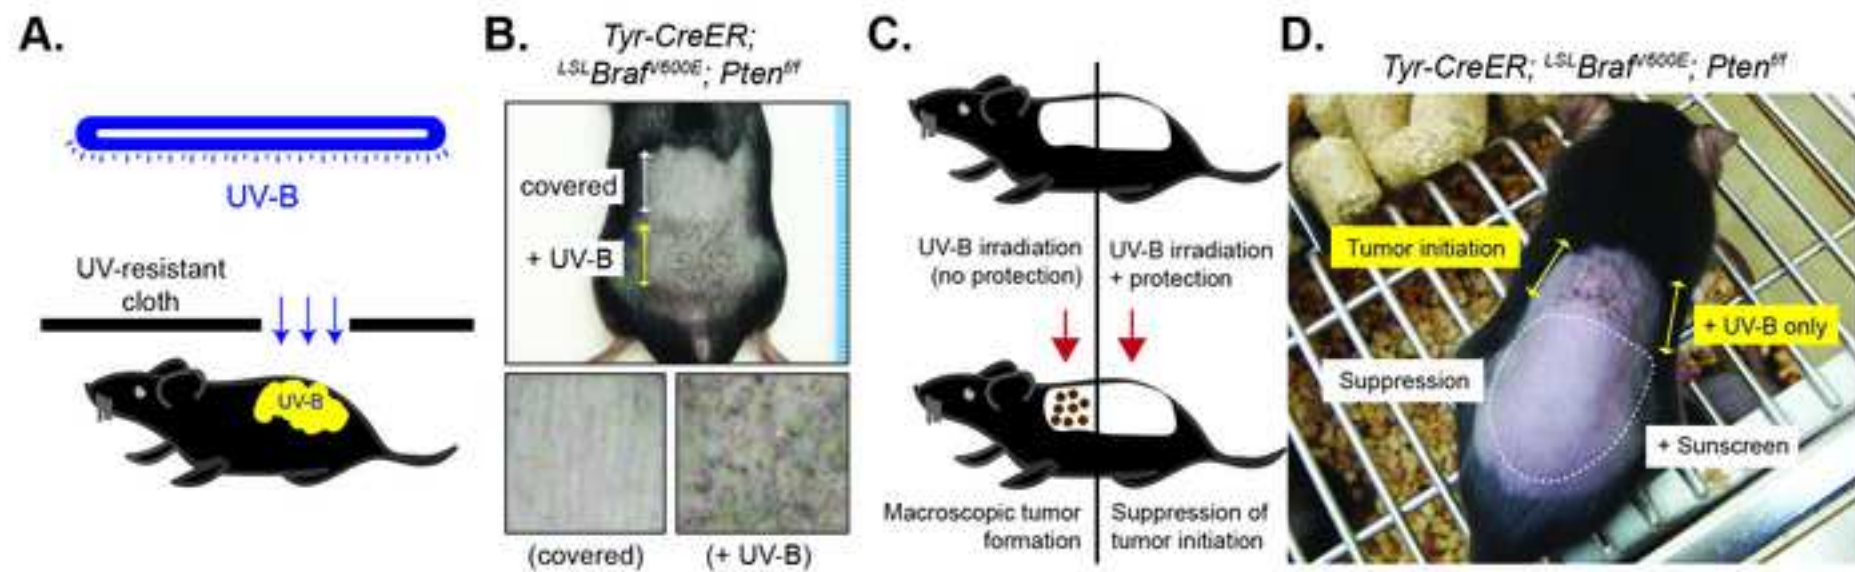 A.
UV-B
UV-resistant
cloth
UV-B
B.
Tyr-CreER;
LSLBrafV600E; Ptenf/f
covered
+ UV-B
(covered)
(+ UV-B)
C.
UV-B irradiation
(no protection)
UV-B irradiation
+ protection
Macroscopic tumor
formation
Suppression of
tumor initiation
D.
Tyr-CreER; LSLBrafV600E; Ptenf/f
Tumor initiation
+ UV-B only
Suppression
+ Sunscreen